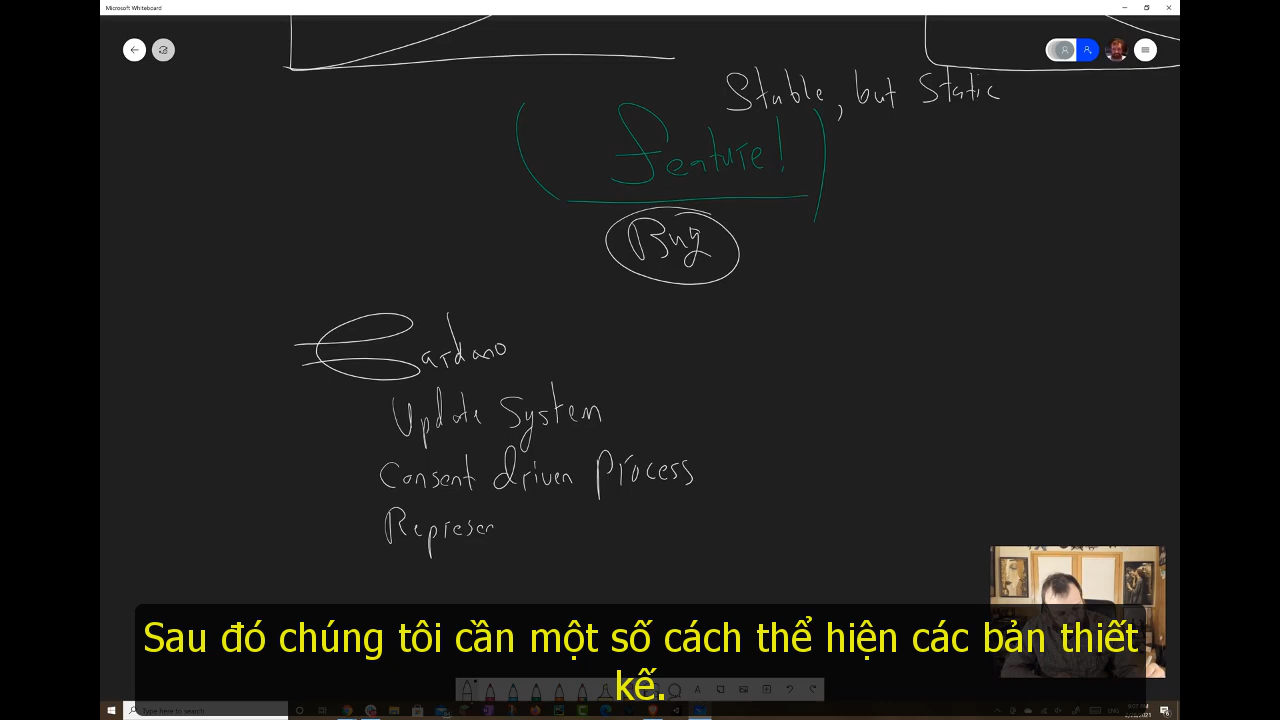 Microsoft Whiteboard
Stable, but Static
Feature!
Bug
Cardano
Update System
Consent driven Process
Represen
Sau đó chúng tôi cần một số cách thể hiện các bản thiết
kế.
Type here to search
ENG